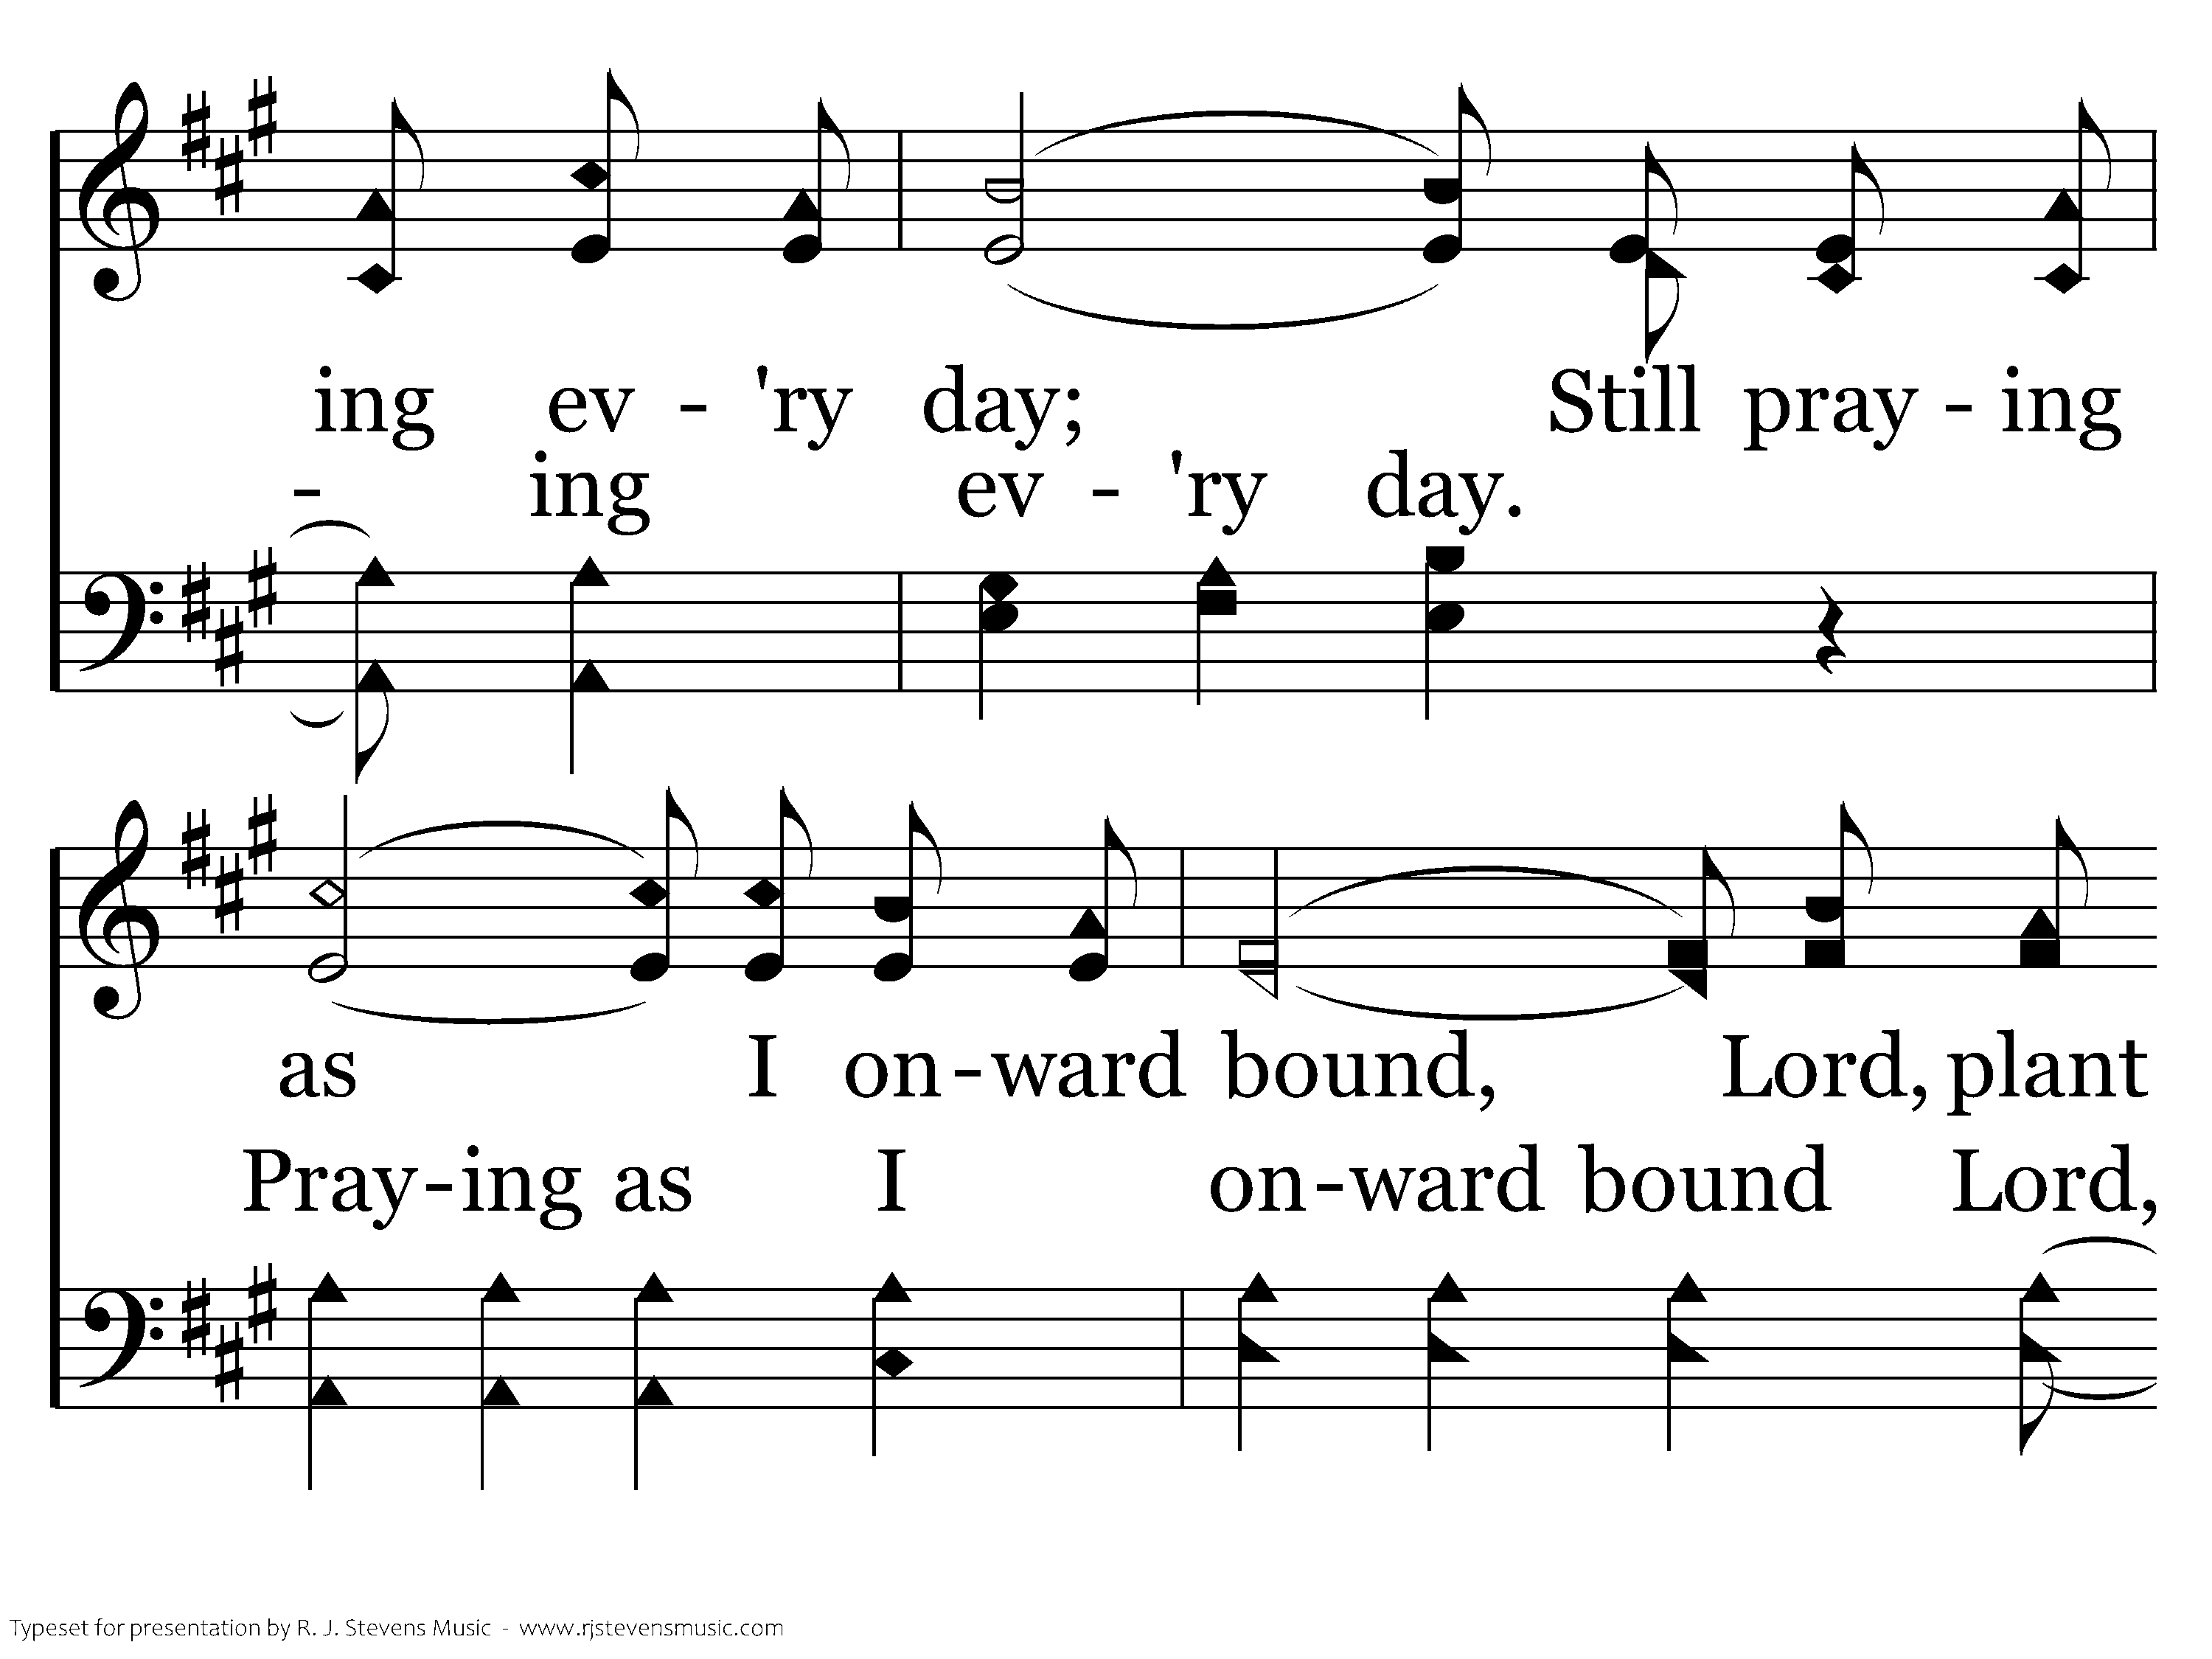 ing ev - 'ry day; Still pray - ing
- ing ev - 'ry day.
as I on-ward bound, Lord, plant
Pray-ing as I on-ward bound Lord,
Typeset for presentation by R. J. Stevens Music - www.rjstevensmusic.com